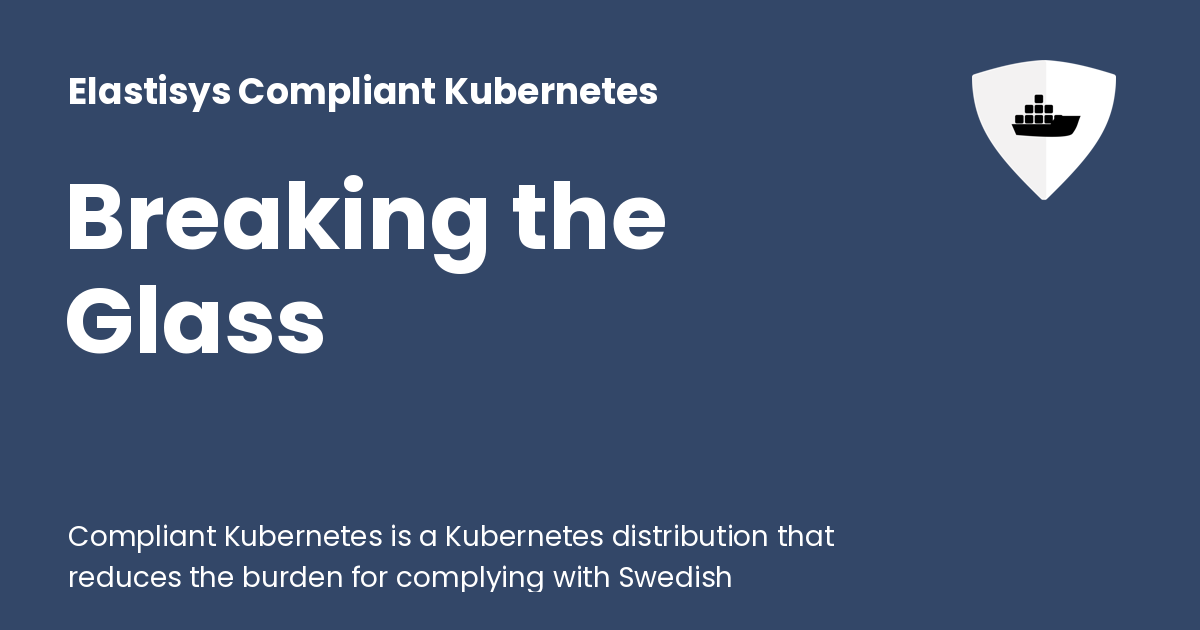 Elastisys Compliant Kubernetes
Breaking the
Glass
Compliant Kubernetes is a Kubernetes distribution that
reduces the burden for complying with Swedish